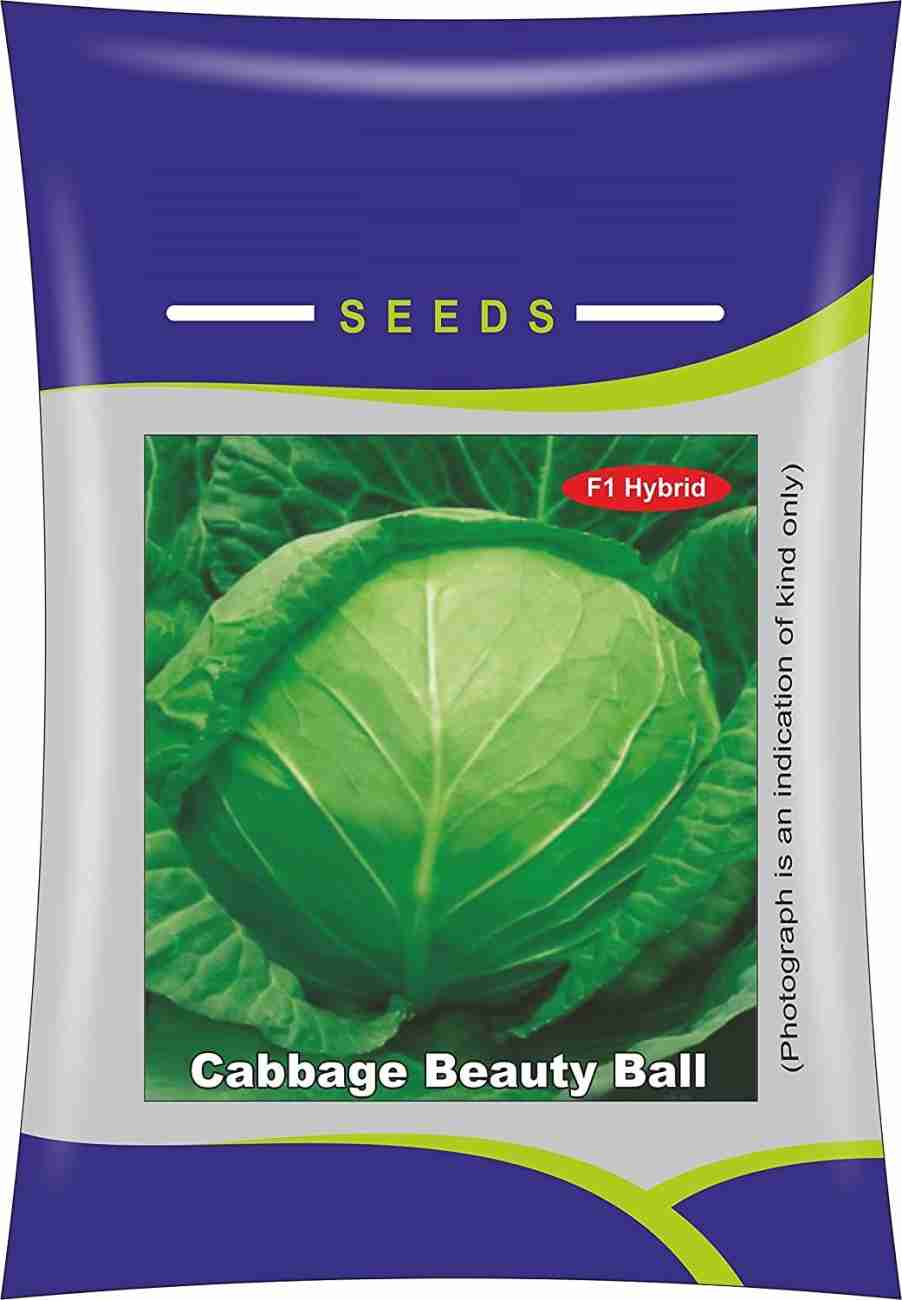 SEEDS
F1 Hybrid
(Photograph is an indication of kind only)
Cabbage Beauty Ball